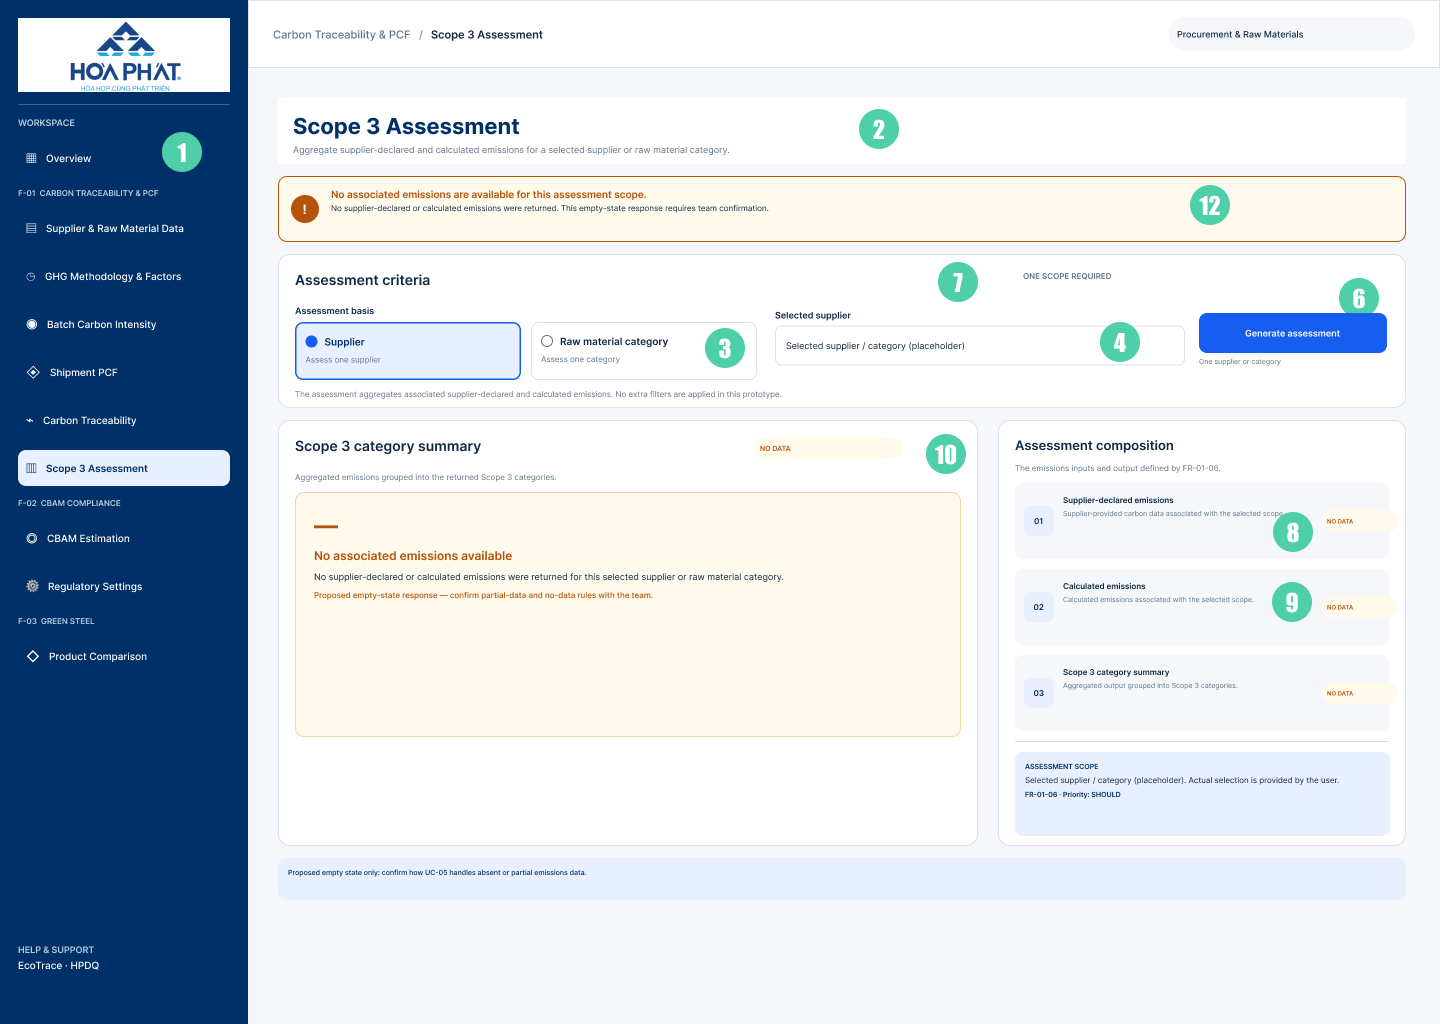 HÒA PHÁT
HÒA HỢP CÙNG PHÁT TRIỂN
WORKSPACE
Overview
1
F-01 CARBON TRACEABILITY & PCF
Supplier & Raw Material Data
GHG Methodology & Factors
Batch Carbon Intensity
Shipment PCF
Carbon Traceability
Scope 3 Assessment
F-02 CBAM COMPLIANCE
CBAM Estimation
Regulatory Settings
F-03 GREEN STEEL
Product Comparison
HELP & SUPPORT
EcoTrace · HPDQ
Carbon Traceability & PCF / Scope 3 Assessment
Procurement & Raw Materials
Scope 3 Assessment
2
Aggregate supplier-declared and calculated emissions for a selected supplier or raw material category.
!
No associated emissions are available for this assessment scope.
No supplier-declared or calculated emissions were returned. This empty-state response requires team confirmation.
12
Assessment criteria
7
ONE SCOPE REQUIRED
6
Assessment basis
Supplier
Assess one supplier
Raw material category
Assess one category
3
Selected supplier
Selected supplier / category (placeholder)
4
Generate assessment
One supplier or category
The assessment aggregates associated supplier-declared and calculated emissions. No extra filters are applied in this prototype.
Scope 3 category summary
NO DATA
10
Aggregated emissions grouped into the returned Scope 3 categories.
No associated emissions available
No supplier-declared or calculated emissions were returned for this selected supplier or raw material category.
Proposed empty-state response — confirm partial-data and no-data rules with the team.
Assessment composition
The emissions inputs and output defined by FR-01-06.
01
Supplier-declared emissions
Supplier-provided carbon data associated with the selected scope.
8
NO DATA
02
Calculated emissions
Calculated emissions associated with the selected scope.
9
NO DATA
03
Scope 3 category summary
Aggregated output grouped into Scope 3 categories.
NO DATA
ASSESSMENT SCOPE
Selected supplier / category (placeholder). Actual selection is provided by the user.
FR-01-06 · Priority: SHOULD
Proposed empty state only: confirm how UC-05 handles absent or partial emissions data.